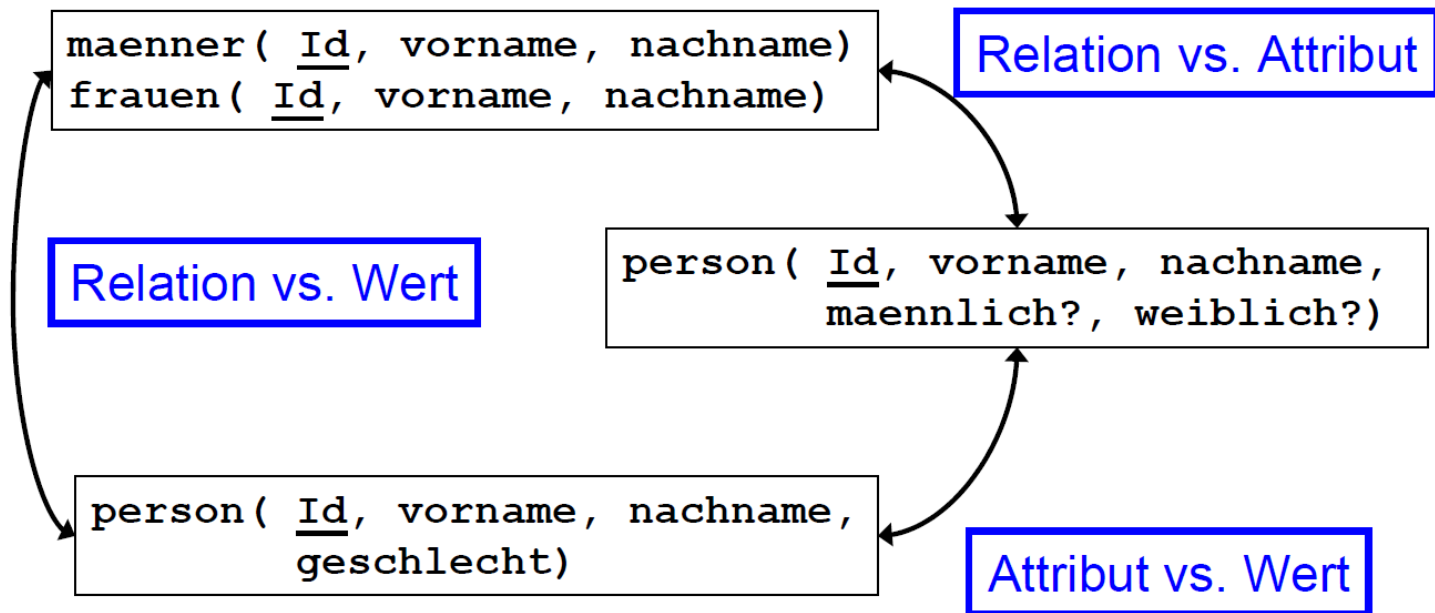 maenner( Id, vorname, nachname)
frauen( Id, vorname, nachname)
Relation vs. Attribut
Relation vs. Wert
person( Id, vorname, nachname,
maennlich?, weiblich?)
person( Id, vorname, nachname,
geschlecht)
Attribut vs. Wert